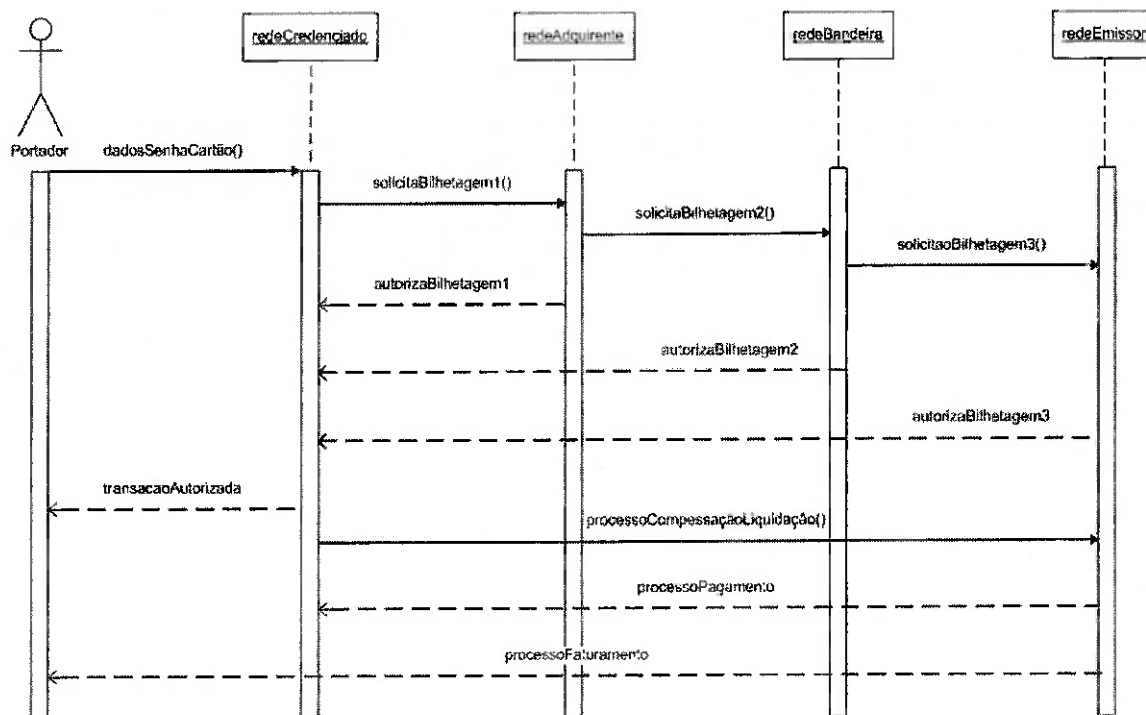 redeCredenciado
redeAdquirente
redeBandeira
redeEmissor
Portador
dadosSenhaCartão()
solicitaBilhetagem1()
solicitaBilhetagem2()
solicitaoBilhetagem3()
autorizaBilhetagem1
autorizaBilhetagem2
autorizaBilhetagem3
transacaoAutorizada
processoCompessaçãoLiquidação()
processoPagamento
processoFaturamento